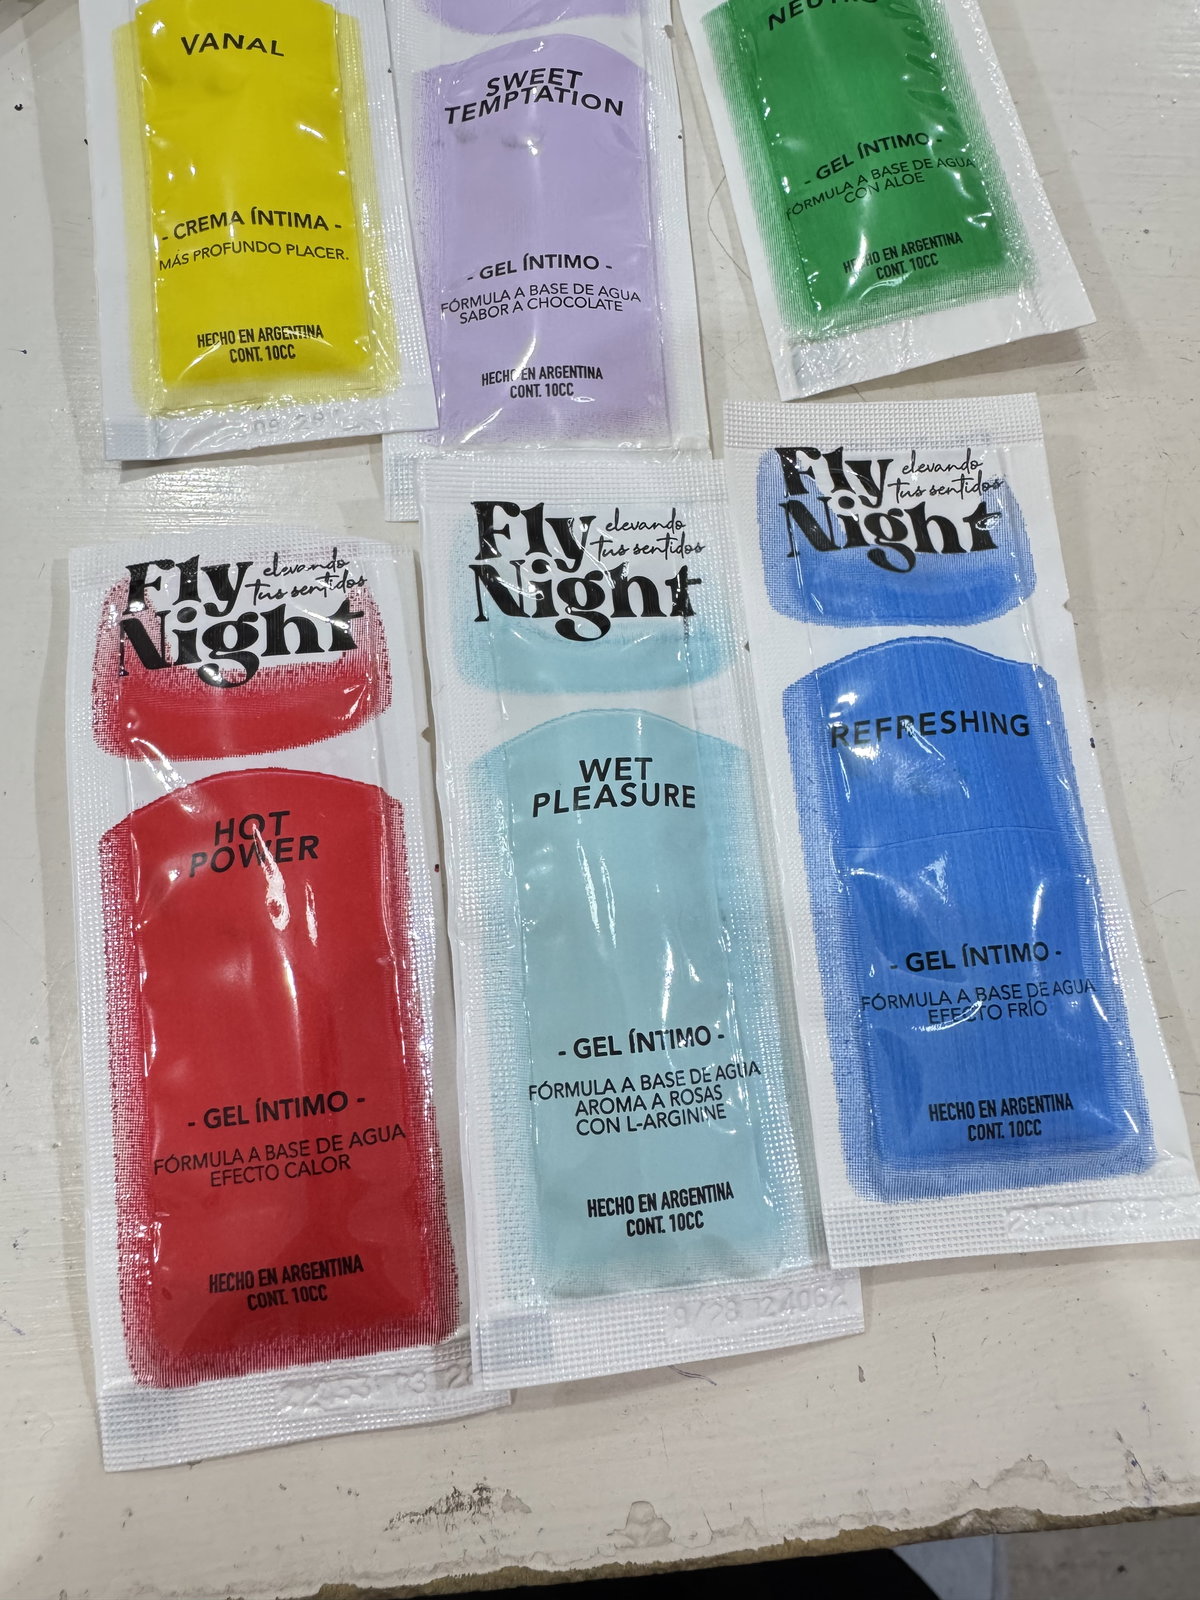 VANAL
- CREMA ÍNTIMA -
MÁS PROFUNDO PLACER.
HECHO EN ARGENTINA
CONT. 10CC
SWEET
TEMPTATION
- GEL ÍNTIMO -
FÓRMULA A BASE DE AGUA
SABOR A CHOCOLATE
HECHO EN ARGENTINA
CONT. 10CC
- GEL ÍNTIMO -
FÓRMULA A BASE DE AGUA
CON ALOE
HECHO EN ARGENTINA
CONT. 10CC
Fly
Night
elevando
tus sentidos
HOT
POWER
- GEL ÍNTIMO -
FÓRMULA A BASE DE AGUA
EFECTO CALOR
HECHO EN ARGENTINA
CONT. 10CC
Fly
Night
elevando
tus sentidos
WET
PLEASURE
- GEL ÍNTIMO -
FÓRMULA A BASE DE AGUA
AROMA A ROSAS
CON L-ARGININE
HECHO EN ARGENTINA
CONT. 10CC
9/28 24062
Fly
Night
elevando
tus sentidos
REFRESHING
- GEL ÍNTIMO -
FÓRMULA A BASE DE AGUA
EFECTO FRÍO
HECHO EN ARGENTINA
CONT. 10CC